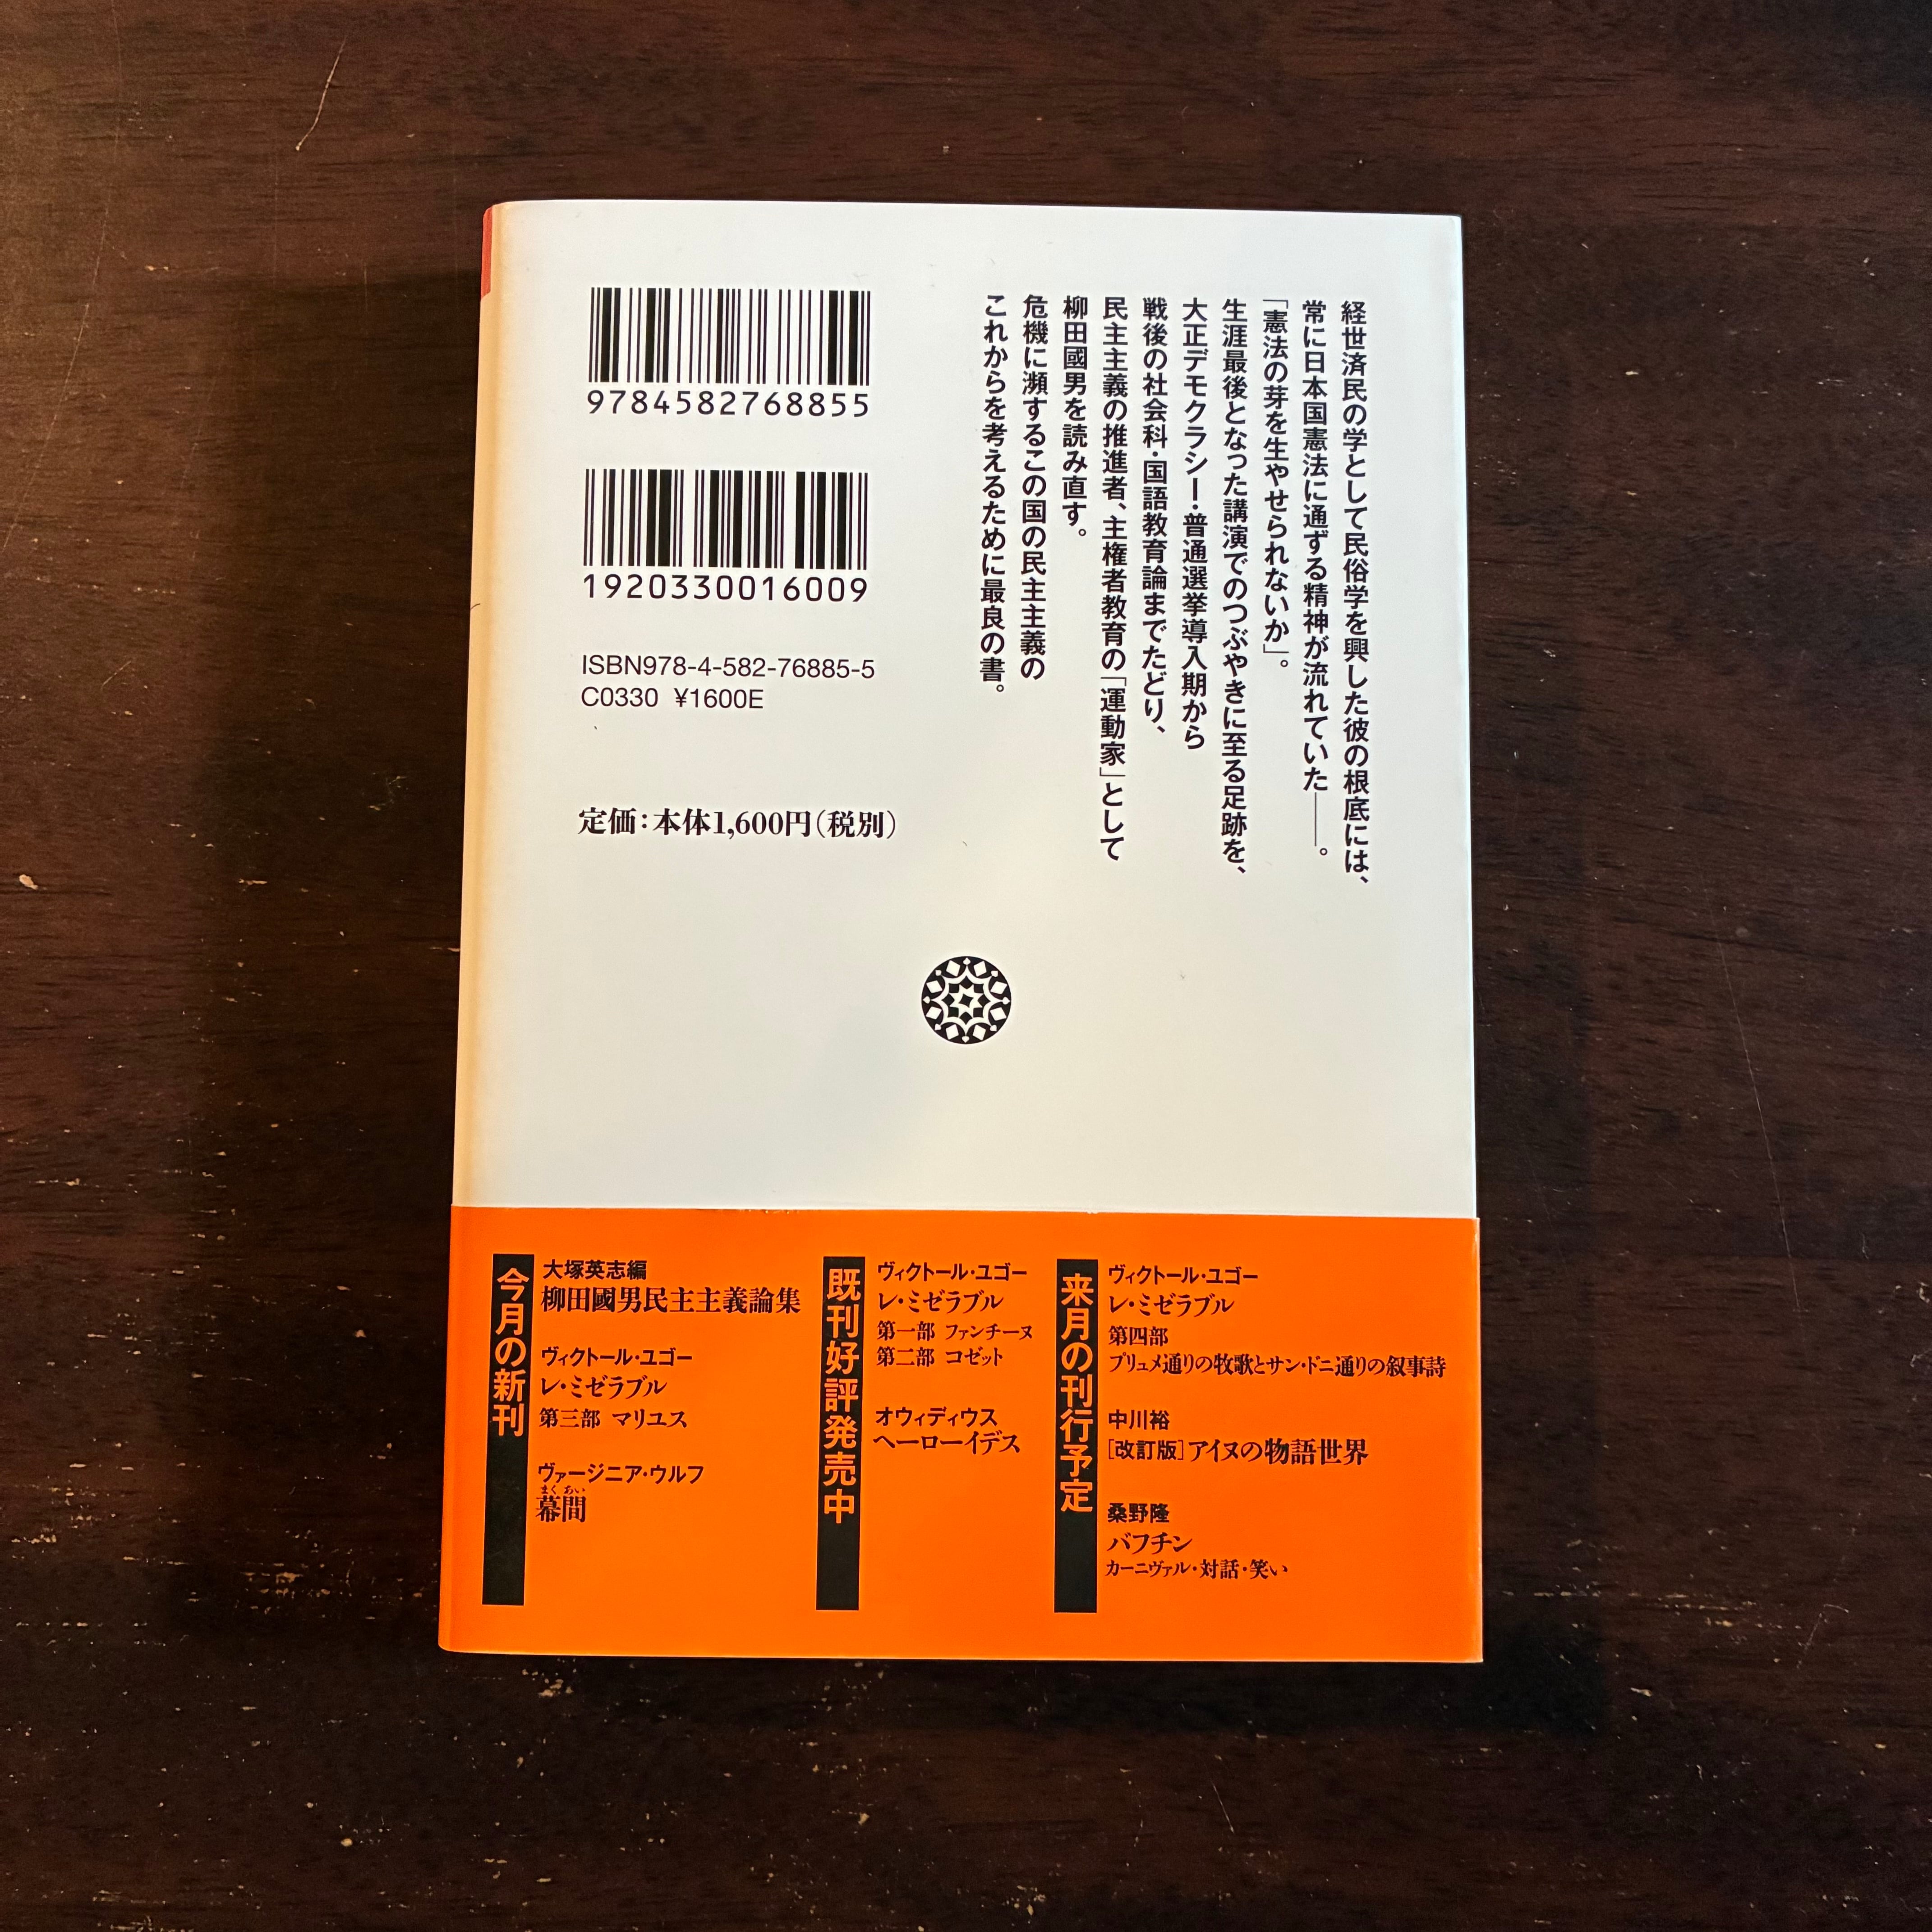 経世済民の学として民俗学を興した彼の根底には、
常に日本国憲法に通ずる精神が流れていた――。
「憲法の芽を生やせられないか」。
生涯最後となった講演でのつぶやきに至る足跡を、
大正デモクラシー・普通選挙導入期から
戦後の社会科・国語教育論までたどり、
民主主義の推進者、主権者教育の「運動家」として
柳田國男を読み直す。
危機に瀕するこの国の民主主義の
これからを考えるために最良の書。
9784582768855
1920330016009
ISBN978-4-582-76885-5
C0330 ¥1600E
定価：本体1,600円（税別）
今月の新刊
大塚英志編
柳田國男民主主義論集
ヴィクトール・ユゴー
レ・ミゼラブル
第三部 マリユス
ヴァージニア・ウルフ
まくあい
幕間
既刊好評発売中
ヴィクトール・ユゴー
レ・ミゼラブル
第一部 ファンチーヌ
第二部 コゼット
オウィディウス
ヘーローイデス
来月の刊行予定
ヴィクトール・ユゴー
レ・ミゼラブル
第四部
プリュメ通りの牧歌とサン・ドニ通りの叙事詩
中川裕
［改訂版］アイヌの物語世界
桑野隆
バフチン
カーニヴァル・対話・笑い